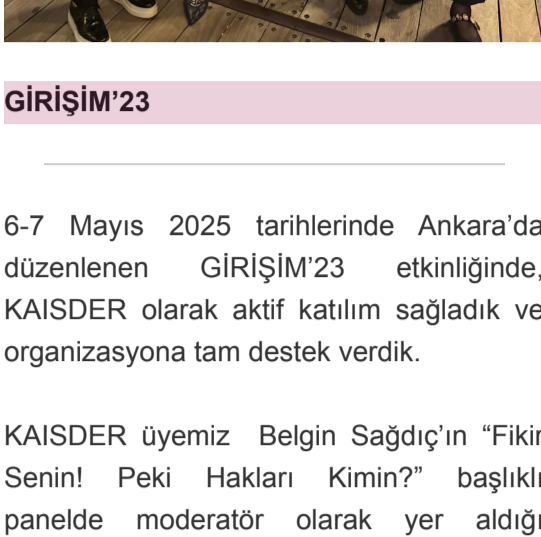 GİRİŞİM’23
6-7 Mayıs 2025 tarihlerinde Ankara’da
düzenlenen GİRİŞİM’23 etkinliğinde,
KAISDER olarak aktif katılım sağladık ve
organizasyona tam destek verdik.
KAISDER üyemiz Belgin Sağdıç’ın “Fikir
Senin! Peki Hakları Kimin?” başlıklı
panelde moderatör olarak yer aldığı